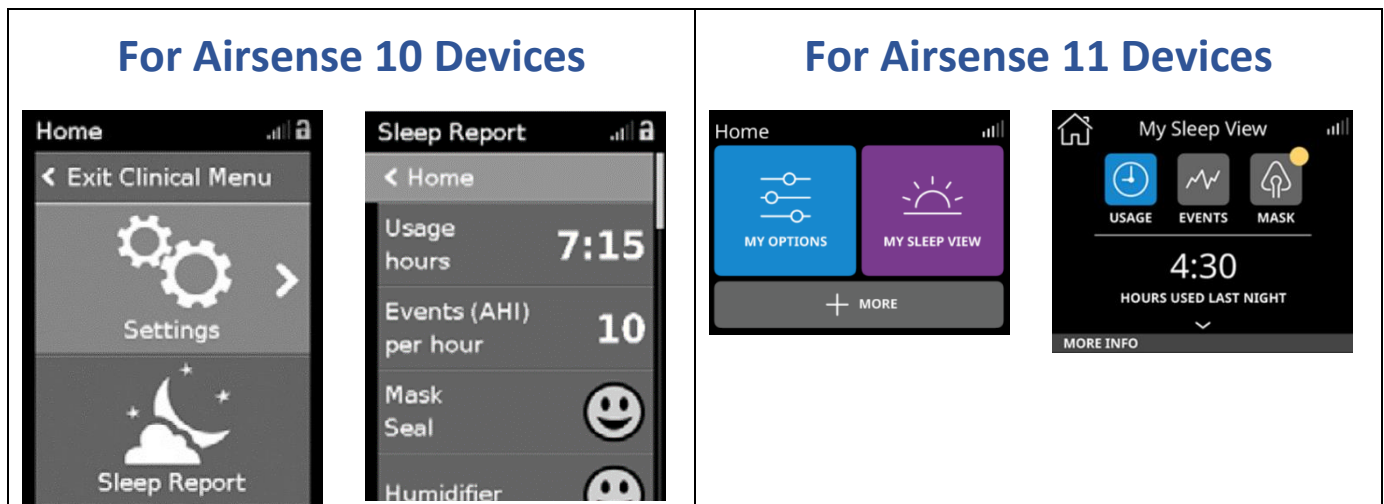 For Airsense 10 Devices
Home
< Exit Clinical Menu
Settings
Sleep Report
Sleep Report
< Home
Usage
hours
7:15
Events (AHI)
per hour
10
Mask
Seal
Humidifier
For Airsense 11 Devices
Home
MY OPTIONS
MY SLEEP VIEW
+ MORE
My Sleep View
USAGE
EVENTS
MASK
4:30
HOURS USED LAST NIGHT
MORE INFO